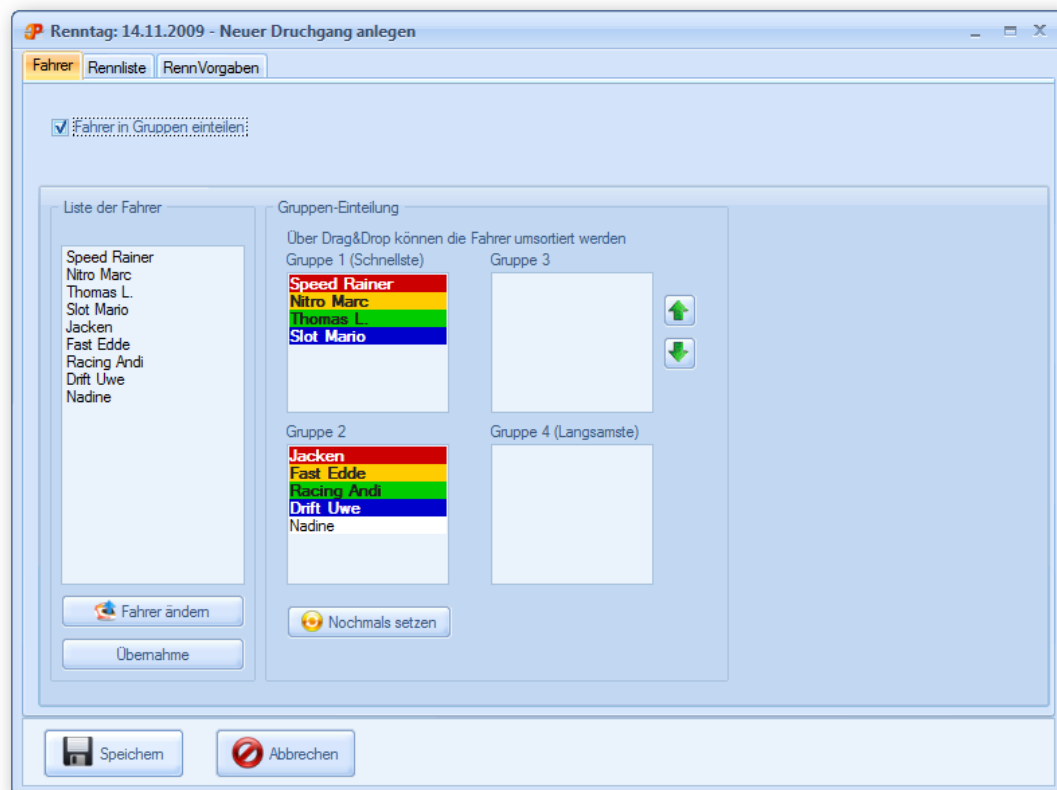 Renntag: 14.11.2009 - Neuer Druchgang anlegen
Fahrer Rennliste RennVorgaben
Fahrer in Gruppen einteilen
Liste der Fahrer
Speed Rainer
Nitro Marc
Thomas L.
Slot Mario
Jacken
Fast Edde
Racing Andi
Drift Uwe
Nadine
Fahrer ändern
Übernahme
Gruppen-Einteilung
Über Drag&Drop können die Fahrer umsortiert werden
Gruppe 1 (Schnellste)
Speed Rainer
Nitro Marc
Thomas L.
Slot Mario
Gruppe 3
Gruppe 2
Jacken
Fast Edde
Racing Andi
Drift Uwe
Nadine
Gruppe 4 (Langsamste)
Nochmals setzen
Speichern
Abbrechen